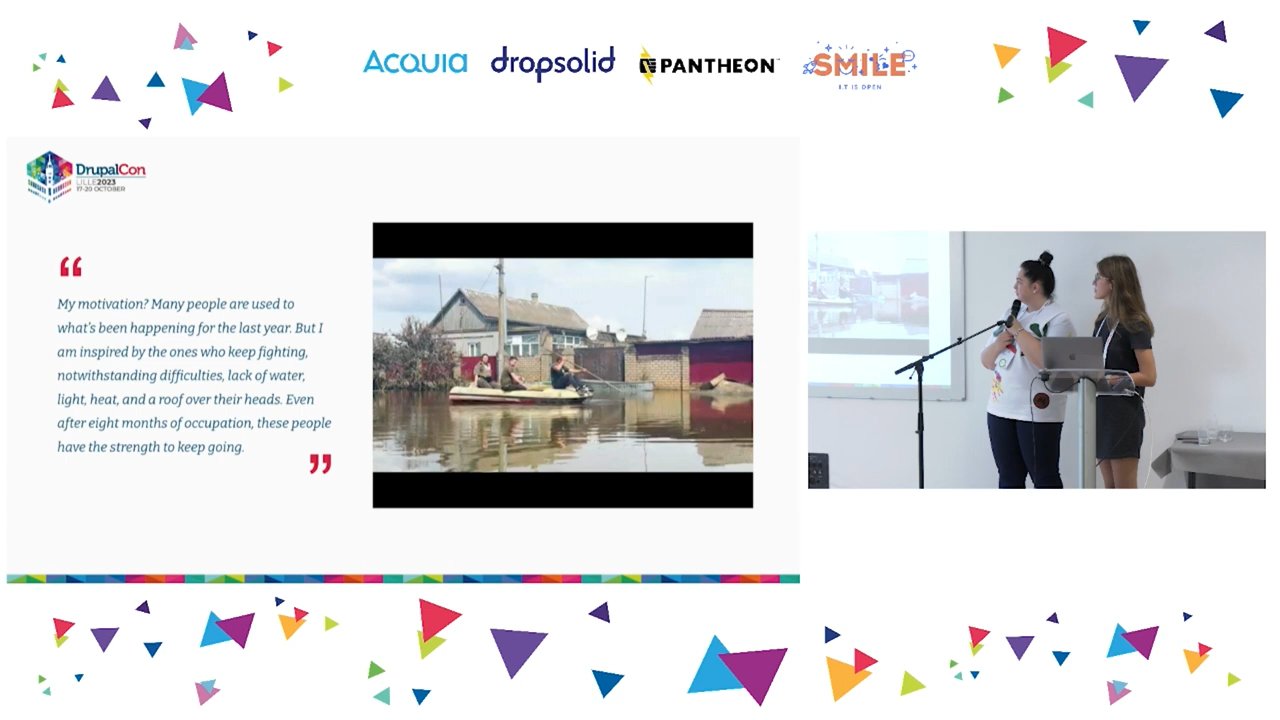 ACQUIA
dropsolid
PANTHEON
SMILE
I.T IS OPEN
DrupalCon
LILLE2023
17-20 OCTOBER
“
My motivation? Many people are used to
what's been happening for the last year. But I
am inspired by the ones who keep fighting,
notwithstanding difficulties, lack of water,
light, heat, and a roof over their heads. Even
after eight months of occupation, these people
have the strength to keep going.
”